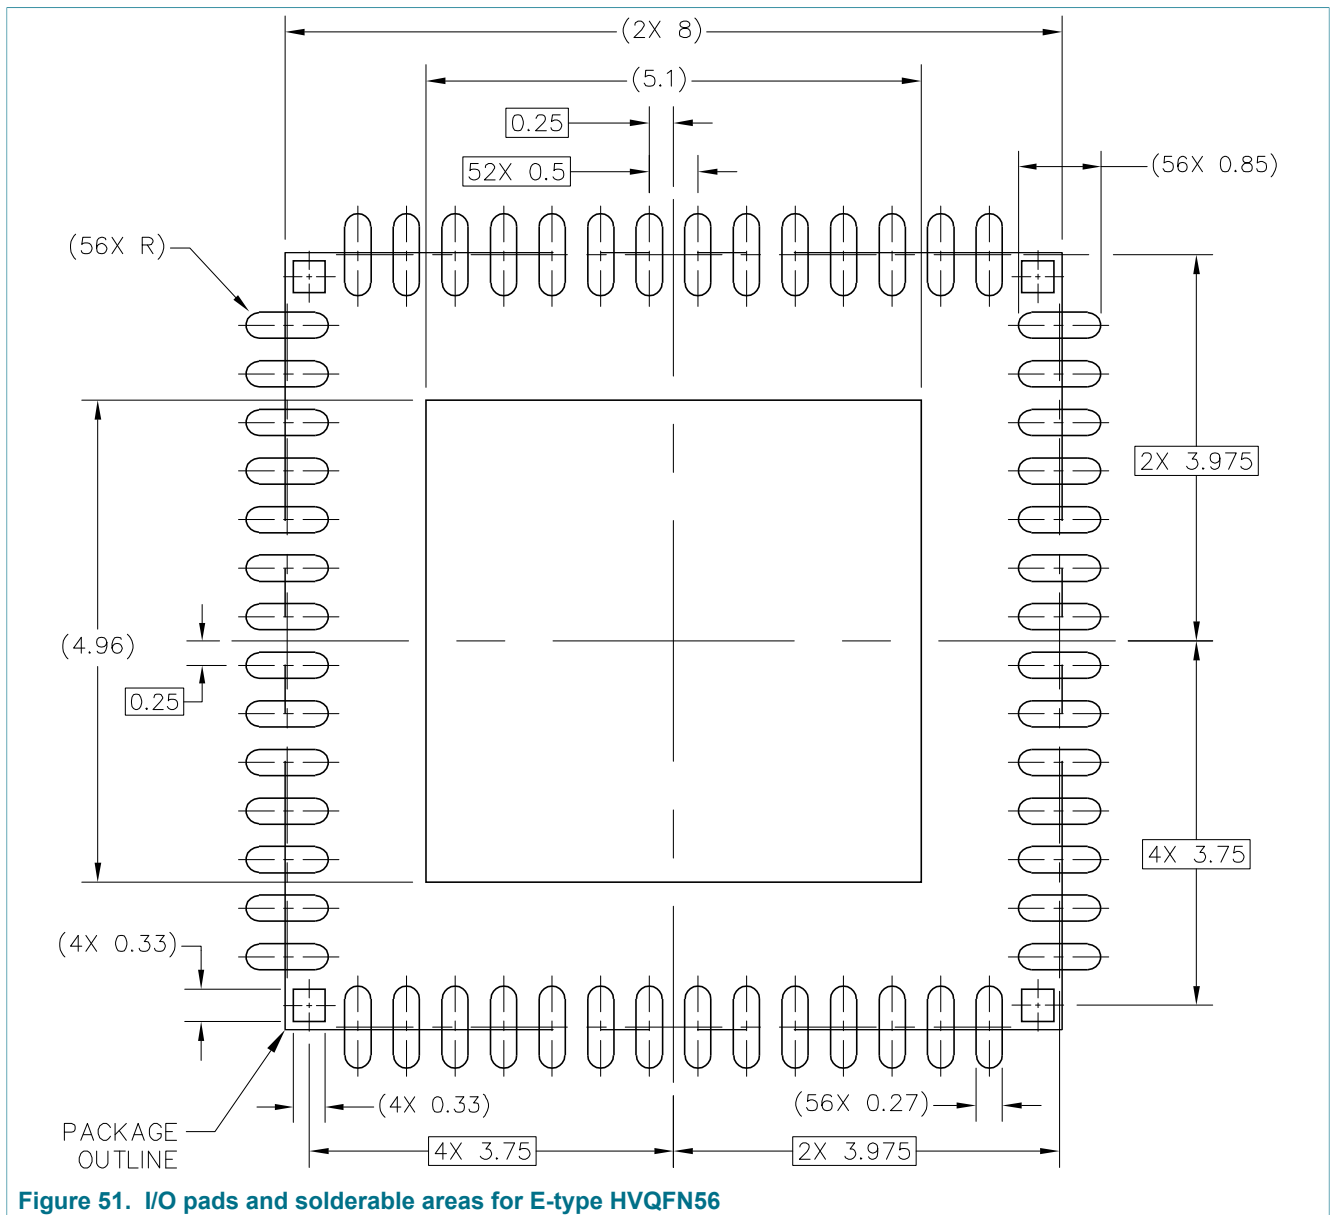 (2X 8)
(5.1)
0.25
52X 0.5
(56X 0.85)
(56X R)
2X 3.975
(4.96)
0.25
4X 3.75
(4X 0.33)
(4X 0.33)
(56X 0.27)
PACKAGE
OUTLINE
4X 3.75
2X 3.975
Figure 51. I/O pads and solderable areas for E-type HVQFN56